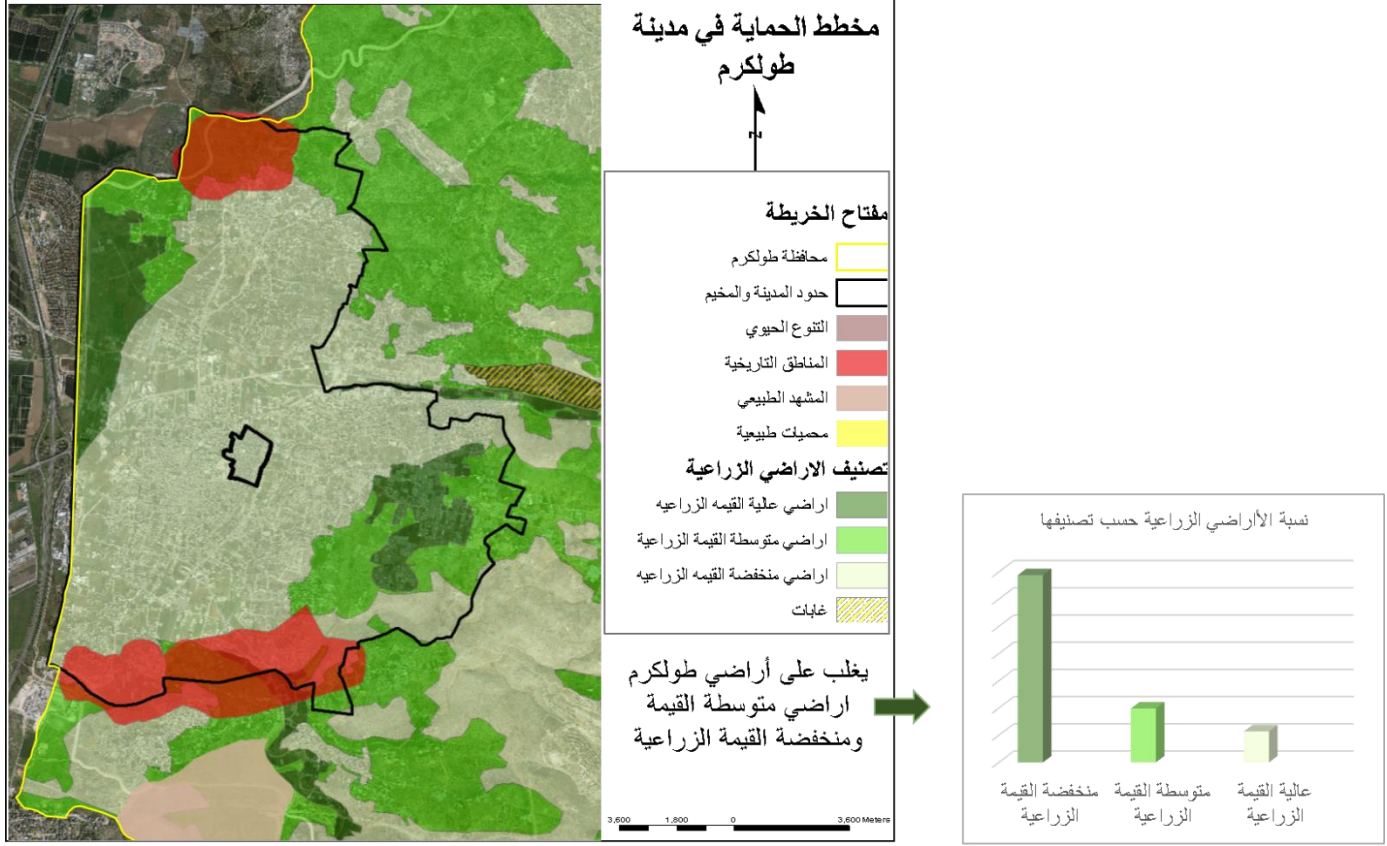 مخطط الحماية في مدينة
طولكرم
N
مفتاح الخريطة
محافظة طولكرم
حدود المدينة والمخيم
التنوع الحيوي
المناطق التاريخية
المشهد الطبيعي
محميات طبيعية
تصنيف الاراضي الزراعية
اراضي عالية القيمه الزراعيه
اراضي متوسطة القيمة الزراعية
اراضي منخفضة القيمه الزراعيه
غابات
يغلب على أراضي طولكرم
اراضي متوسطة القيمة
ومنخفضة القيمة الزراعية
3,600 1,800 0 3,600 Meters
نسبة الأاراضي الزراعية حسب تصنيفها
منخفضة القيمة
الزراعية
متوسطة القيمة
الزراعية
عالية القيمة
الزراعية